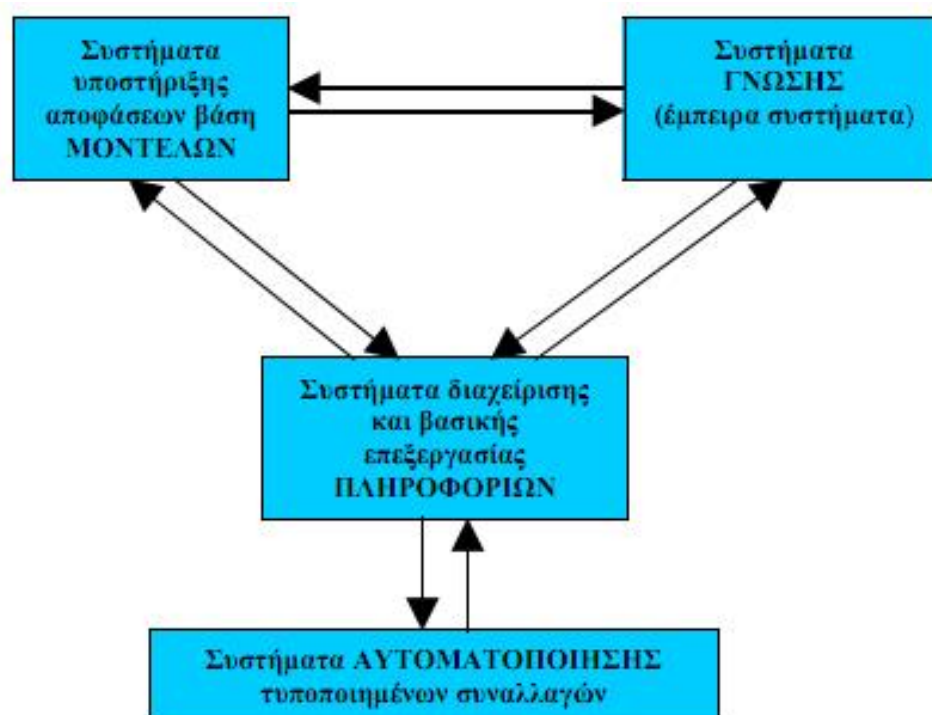 Συστήματα
υποστήριξης
αποφάσεων βάση
ΜΟΝΤΕΛΩΝ
Συστήματα
ΓΝΩΣΗΣ
(έμπειρα συστήματα)
Συστήματα διαχείρισης
και βασικής
επεξεργασίας
ΠΛΗΡΟΦΟΡΙΩΝ
Συστήματα ΑΥΤΟΜΑΤΟΠΟΙΗΣΗΣ
τυποποιημένων συναλλαγών